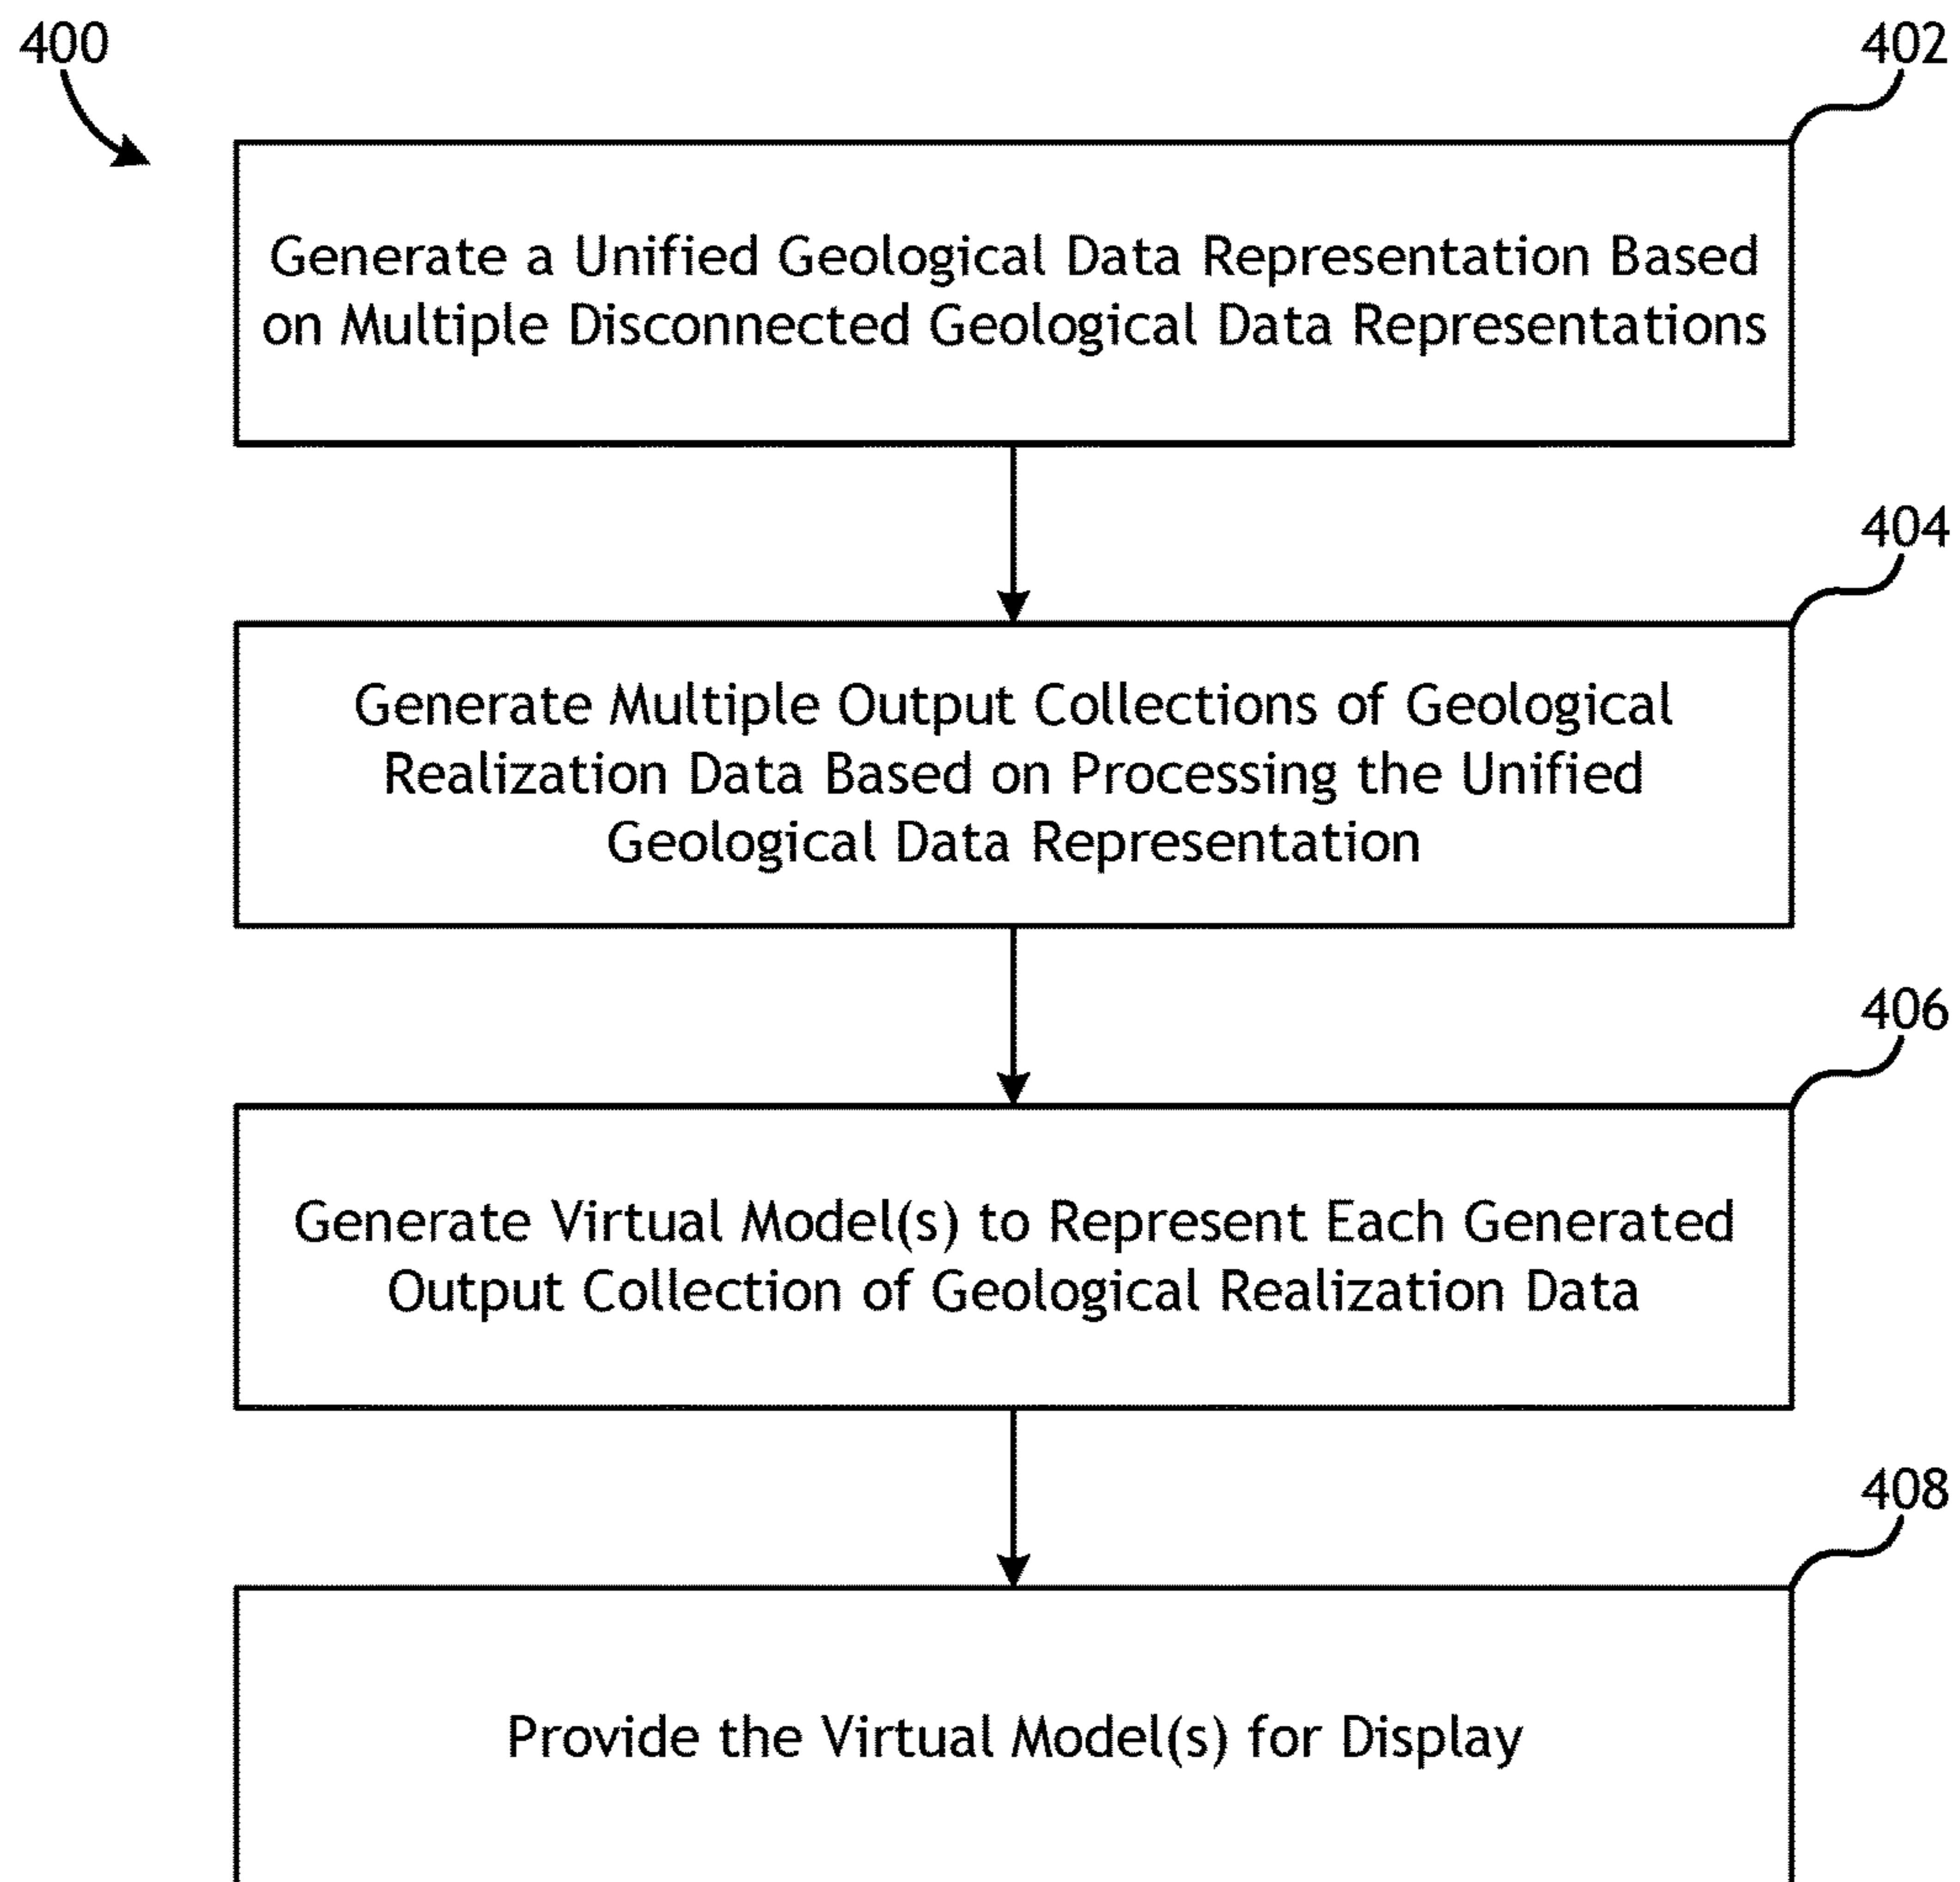 400
402
Generate a Unified Geological Data Representation Based
on Multiple Disconnected Geological Data Representations
404
Generate Multiple Output Collections of Geological
Realization Data Based on Processing the Unified
Geological Data Representation
406
Generate Virtual Model(s) to Represent Each Generated
Output Collection of Geological Realization Data
408
Provide the Virtual Model(s) for Display